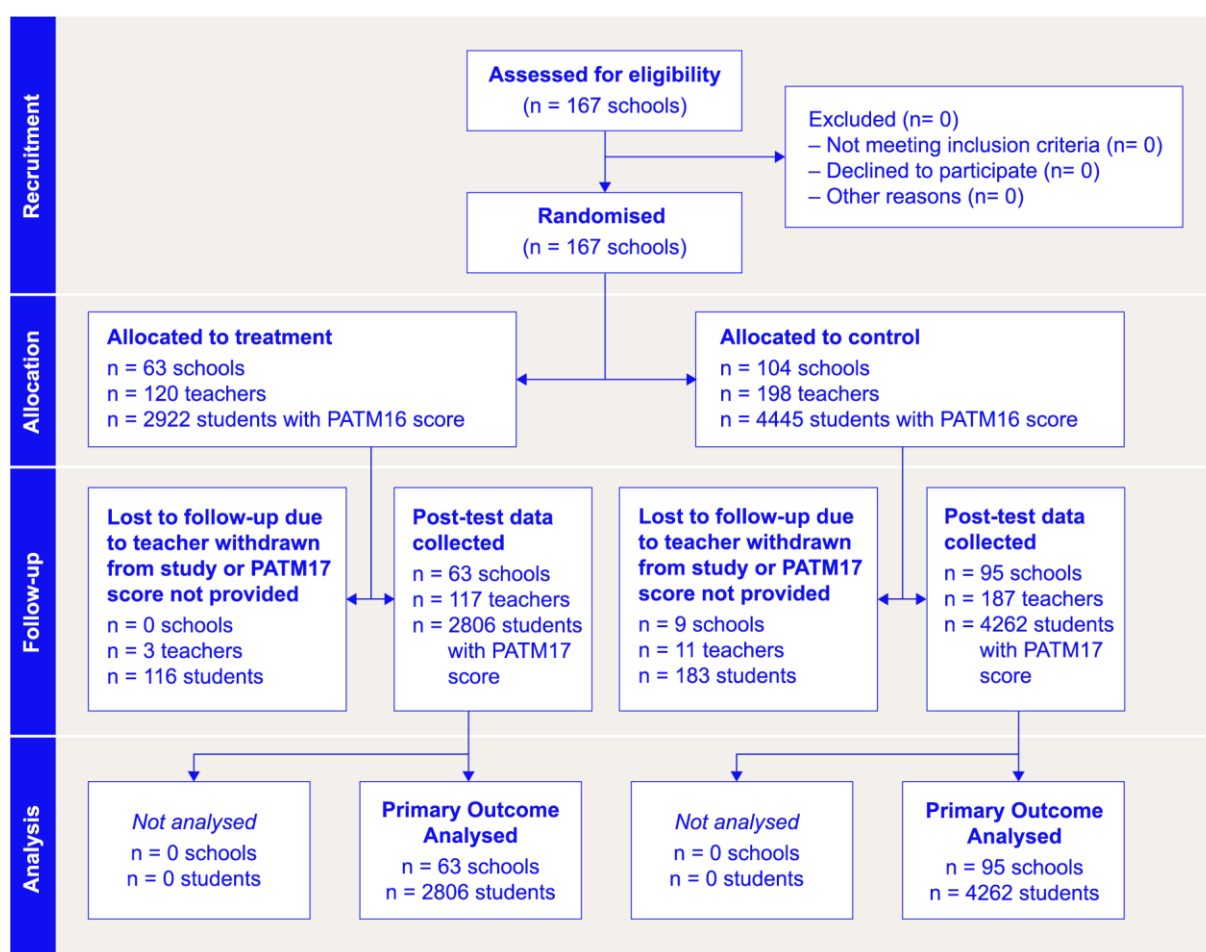 Recruitment
Assessed for eligibility
(n = 167 schools)
Excluded (n= 0)
– Not meeting inclusion criteria (n= 0)
– Declined to participate (n= 0)
– Other reasons (n= 0)
Randomised
(n = 167 schools)
Allocation
Allocated to treatment
n = 63 schools
n = 120 teachers
n = 2922 students with PATM16 score
Allocated to control
n = 104 schools
n = 198 teachers
n = 4445 students with PATM16 score
Follow-up
Lost to follow-up due
to teacher withdrawn
from study or PATM17
score not provided
n = 0 schools
n = 3 teachers
n = 116 students
Post-test data
collected
n = 63 schools
n = 117 teachers
n = 2806 students
with PATM17
score
Lost to follow-up due
to teacher withdrawn
from study or PATM17
score not provided
n = 9 schools
n = 11 teachers
n = 183 students
Post-test data
collected
n = 95 schools
n = 187 teachers
n = 4262 students
with PATM17
score
Analysis
Not analysed
n = 0 schools
n = 0 students
Primary Outcome
Analysed
n = 63 schools
n = 2806 students
Not analysed
n = 0 schools
n = 0 students
Primary Outcome
Analysed
n = 95 schools
n = 4262 students